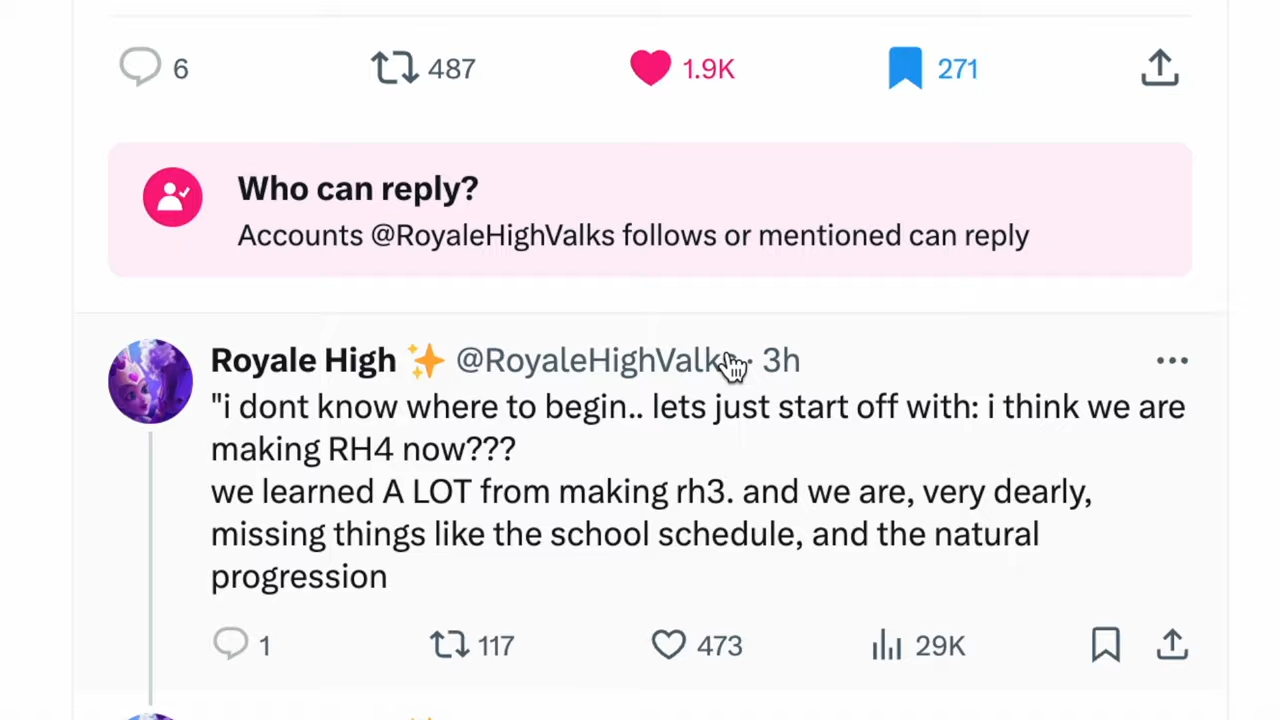 6 487 1.9K 271
Who can reply?
Accounts @RoyaleHighValks follows or mentioned can reply
Royale High ✨ @RoyaleHighValk · 3h
"i dont know where to begin.. lets just start off with: i think we are
making RH4 now???
we learned A LOT from making rh3. and we are, very dearly,
missing things like the school schedule, and the natural
progression
1 117 473 29K